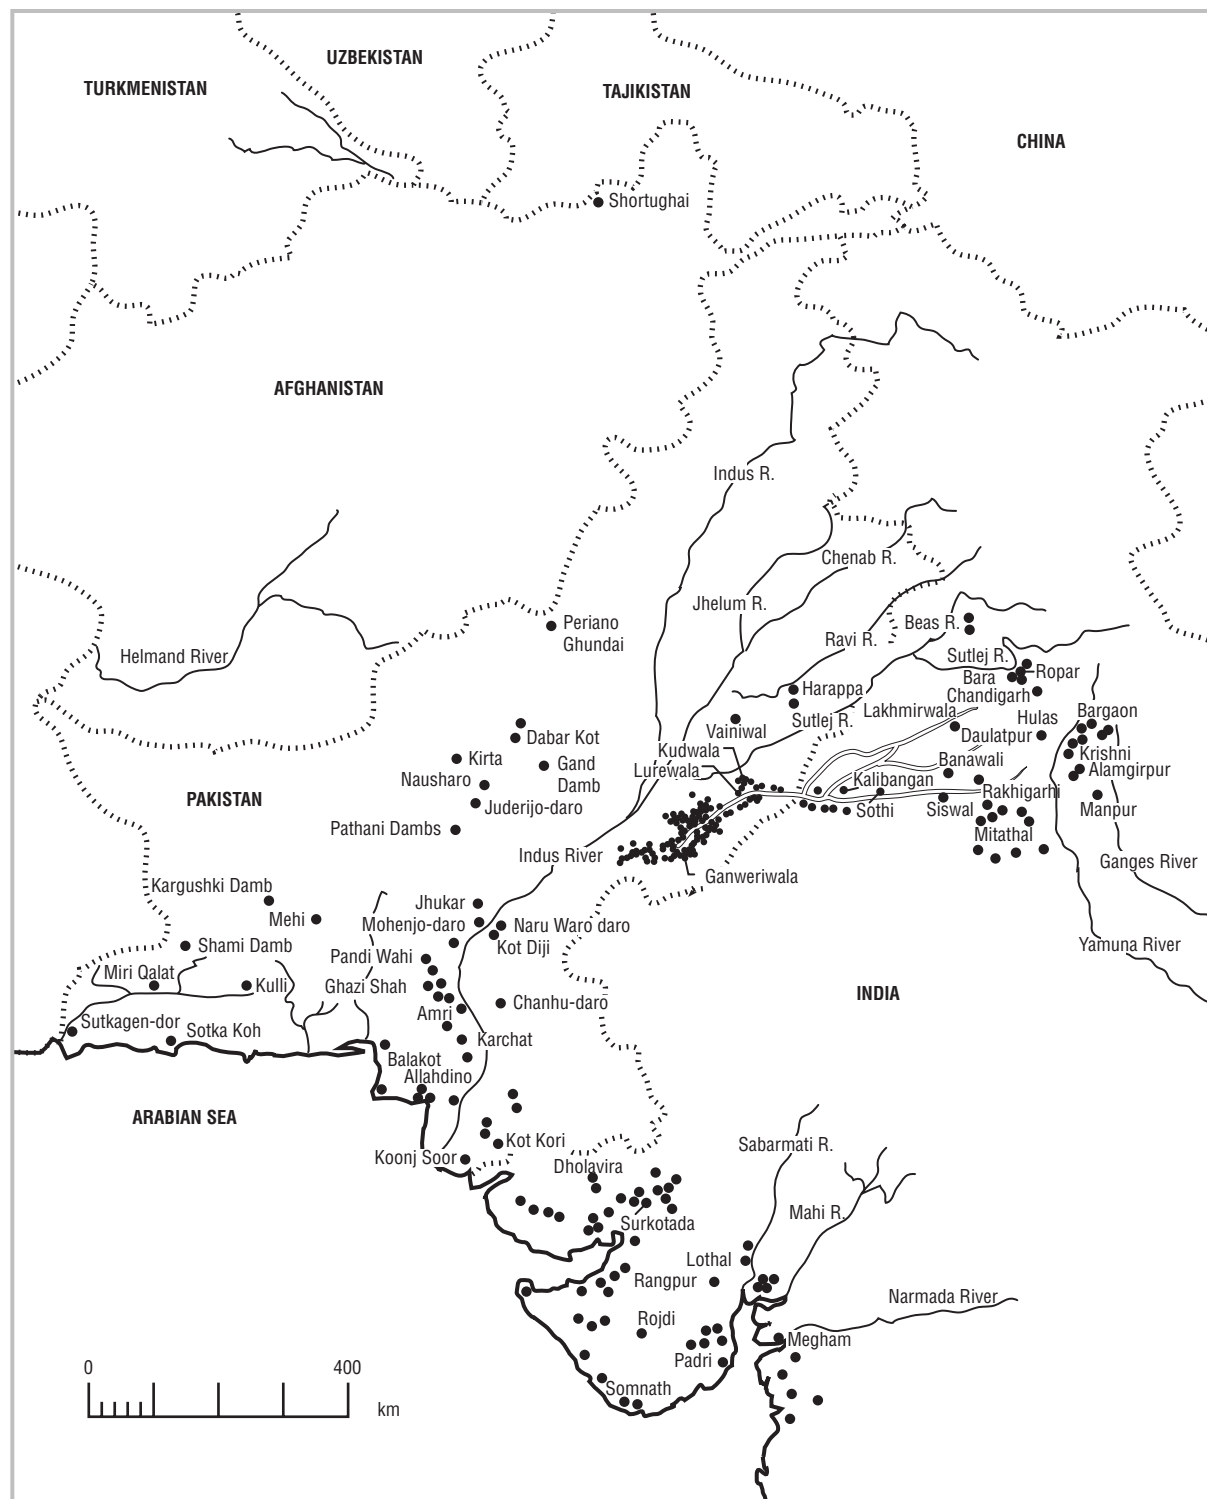 UZBEKISTAN
TURKMENISTAN
TAJIKISTAN
CHINA
Shortughai
AFGHANISTAN
Indus R.
Chenab R.
Jhelum R.
Periano
Ghundai
Beas R.
Ravi R.
Helmand River
Sutlej R.
Ropar
Bara
Chandigarh
Harappa
Lakhmirwala
Hulas
Bargaon
Sutlej R.
Vainiwal
Daulatpur
Dabar Kot
Kudwala
Krishni
Kirta
Gand
Damb
Lurewala
Banawali
Alamgirpur
Nausharo
Kalibangan
Rakhigarhi
PAKISTAN
Juderijo-daro
Sothi
Siswal
Manpur
Pathani Dambs
Mitathal
Indus River
Ganges River
Ganweriwala
Kargushki Damb
Jhukar
Mehi
Mohenjo-daro
Naru Waro daro
Shami Damb
Kot Diji
Yamuna River
Pandi Wahi
Miri Qalat
Kulli
Ghazi Shah
INDIA
Chanhu-daro
Amri
Sutkagen-dor
Sotka Koh
Karchat
Balakot
Allahdino
ARABIAN SEA
Kot Kori
Sabarmati R.
Koonj Soor
Dholavira
Mahi R.
Surkotada
Lothal
Rangpur
Narmada River
Rojdi
Megham
Padri
Somnath
0
400
km